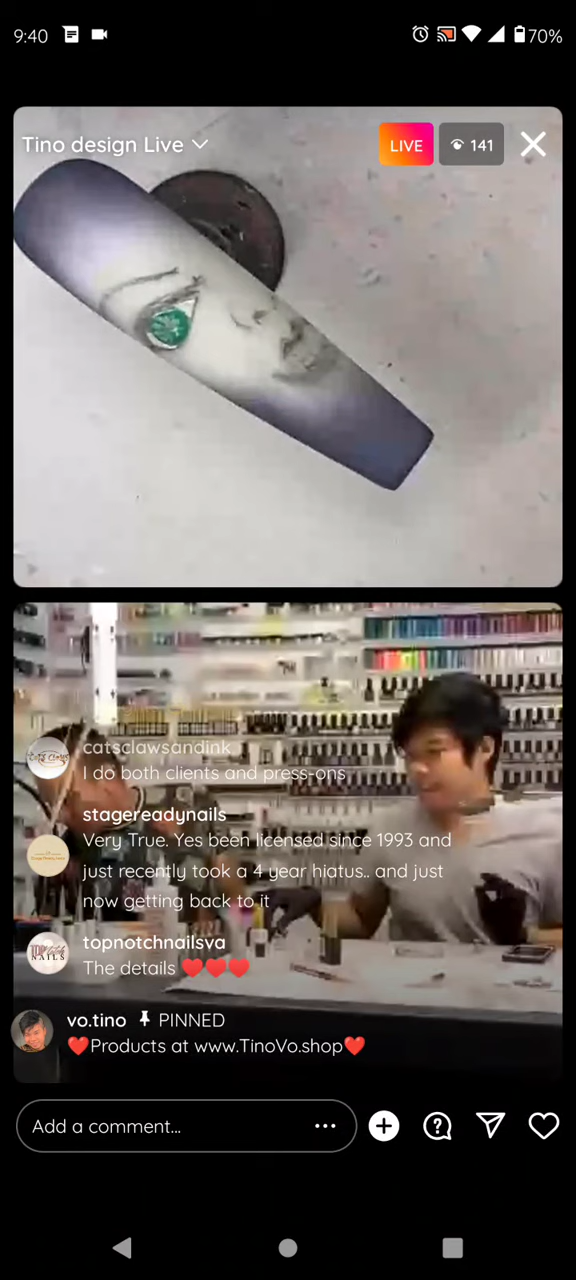 9:40
70%
Tino design Live
LIVE
141
catsclawsandink
I do both clients and press-ons
stagereadynails
Very True. Yes been licensed since 1993 and
just recently took a 4 year hiatus.. and just
now getting back to it
topnotchnailsva
The details ❤️❤️❤️
vo.tino PINNED
❤️Products at www.TinoVo.shop❤️
Add a comment...